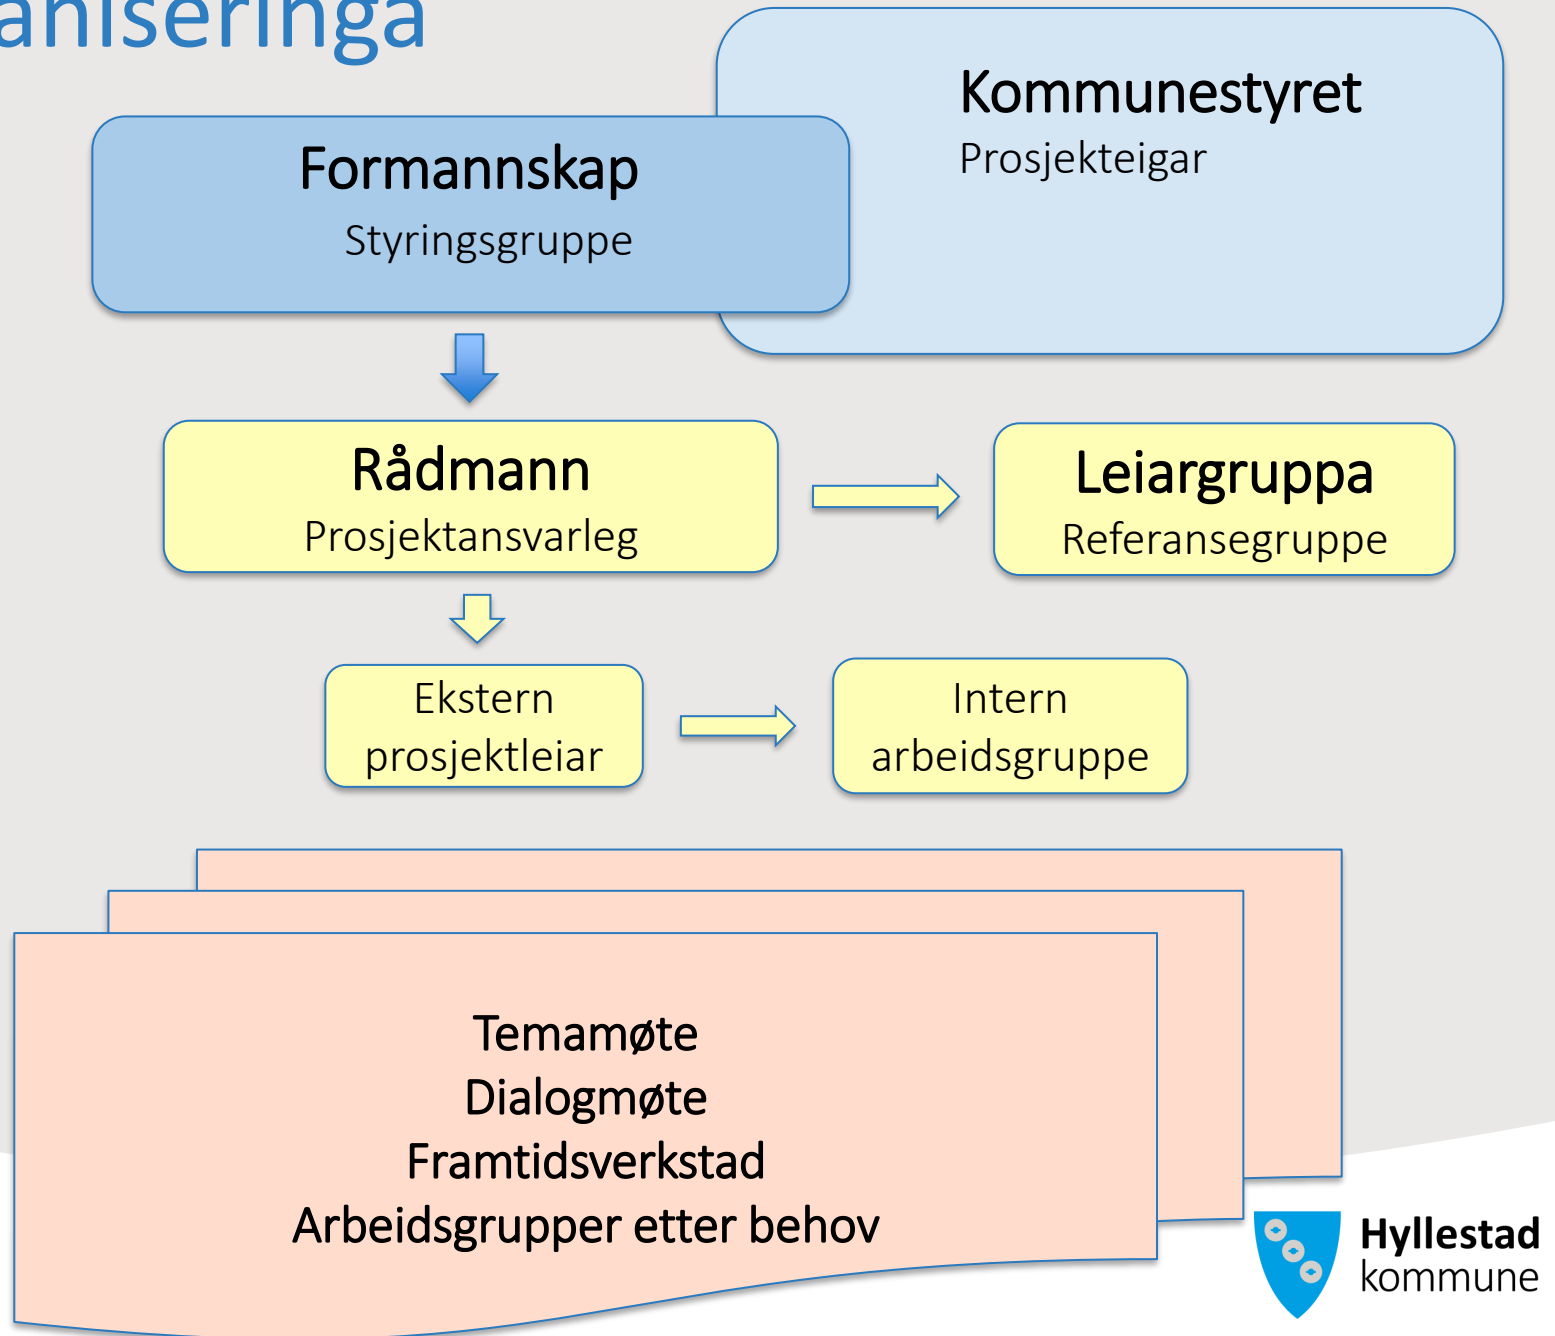 aniseringa
Kommunestyret
Prosjekteigar
Formannskap
Styringsgruppe
Rådmann
Prosjektansvarleg
Leiargruppa
Referansegruppe
Ekstern
prosjektleiar
Intern
arbeidsgruppe
Temamøte
Dialogmøte
Framtidsverkstad
Arbeidsgrupper etter behov
Hyllestad
kommune